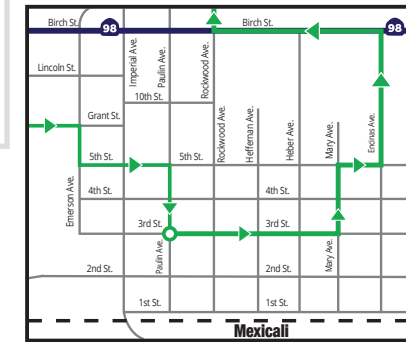 Birch St.
98
Birch St.
98
Lincoln St.
Imperial Ave.
Paulin Ave.
Rockwood Ave.
10th St.
Grant St.
Rockwood Ave.
Heffernan Ave.
Heber Ave.
Mary Ave.
Encinas Ave.
5th St.
5th St.
4th St.
4th St.
Emerson Ave.
3rd St.
3rd St.
Paulin Ave.
Mary Ave.
2nd St.
2nd St.
1st St.
1st St.
Mexicali